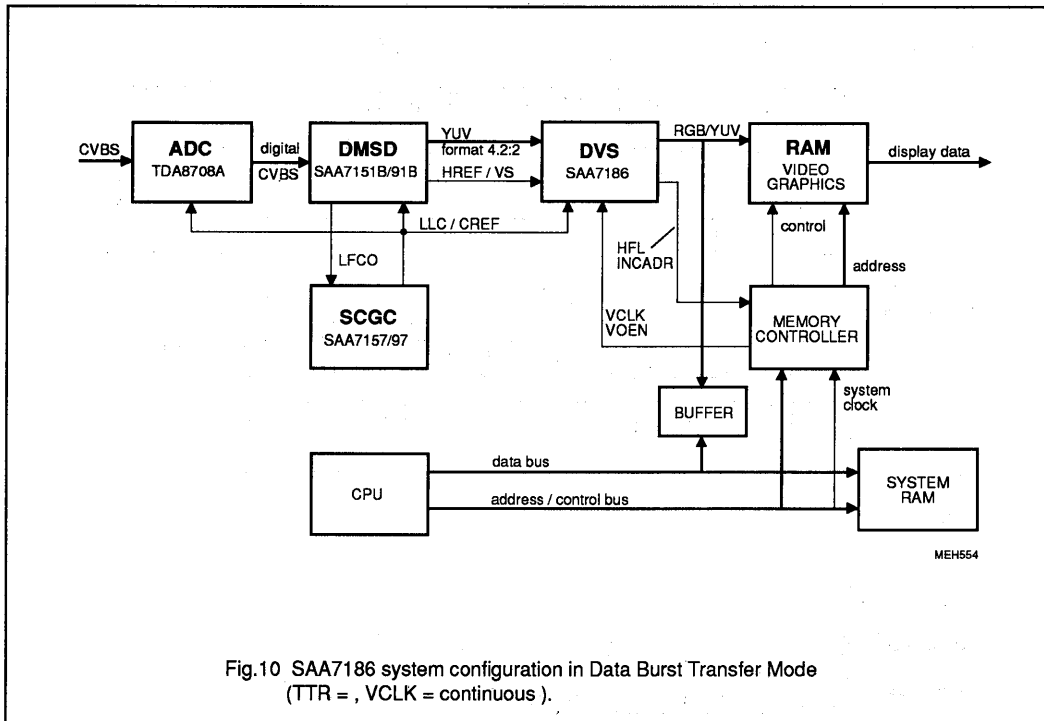 CVBS
ADC
TDA8708A
digital
CVBS
DMSD
SAA7151B/91B
YUV
format 4.2:2
HREF / VS
DVS
SAA7186
RGB/YUV
RAM
VIDEO
GRAPHICS
display data
LLC / CREF
LFCO
SCGC
SAA7157/97
HFL
INCADR
VCLK
VOEN
control
address
MEMORY
CONTROLLER
system
clock
BUFFER
CPU
data bus
address / control bus
SYSTEM
RAM
MEH554
Fig.10 SAA7186 system configuration in Data Burst Transfer Mode
(TTR = , VCLK = continuous ).